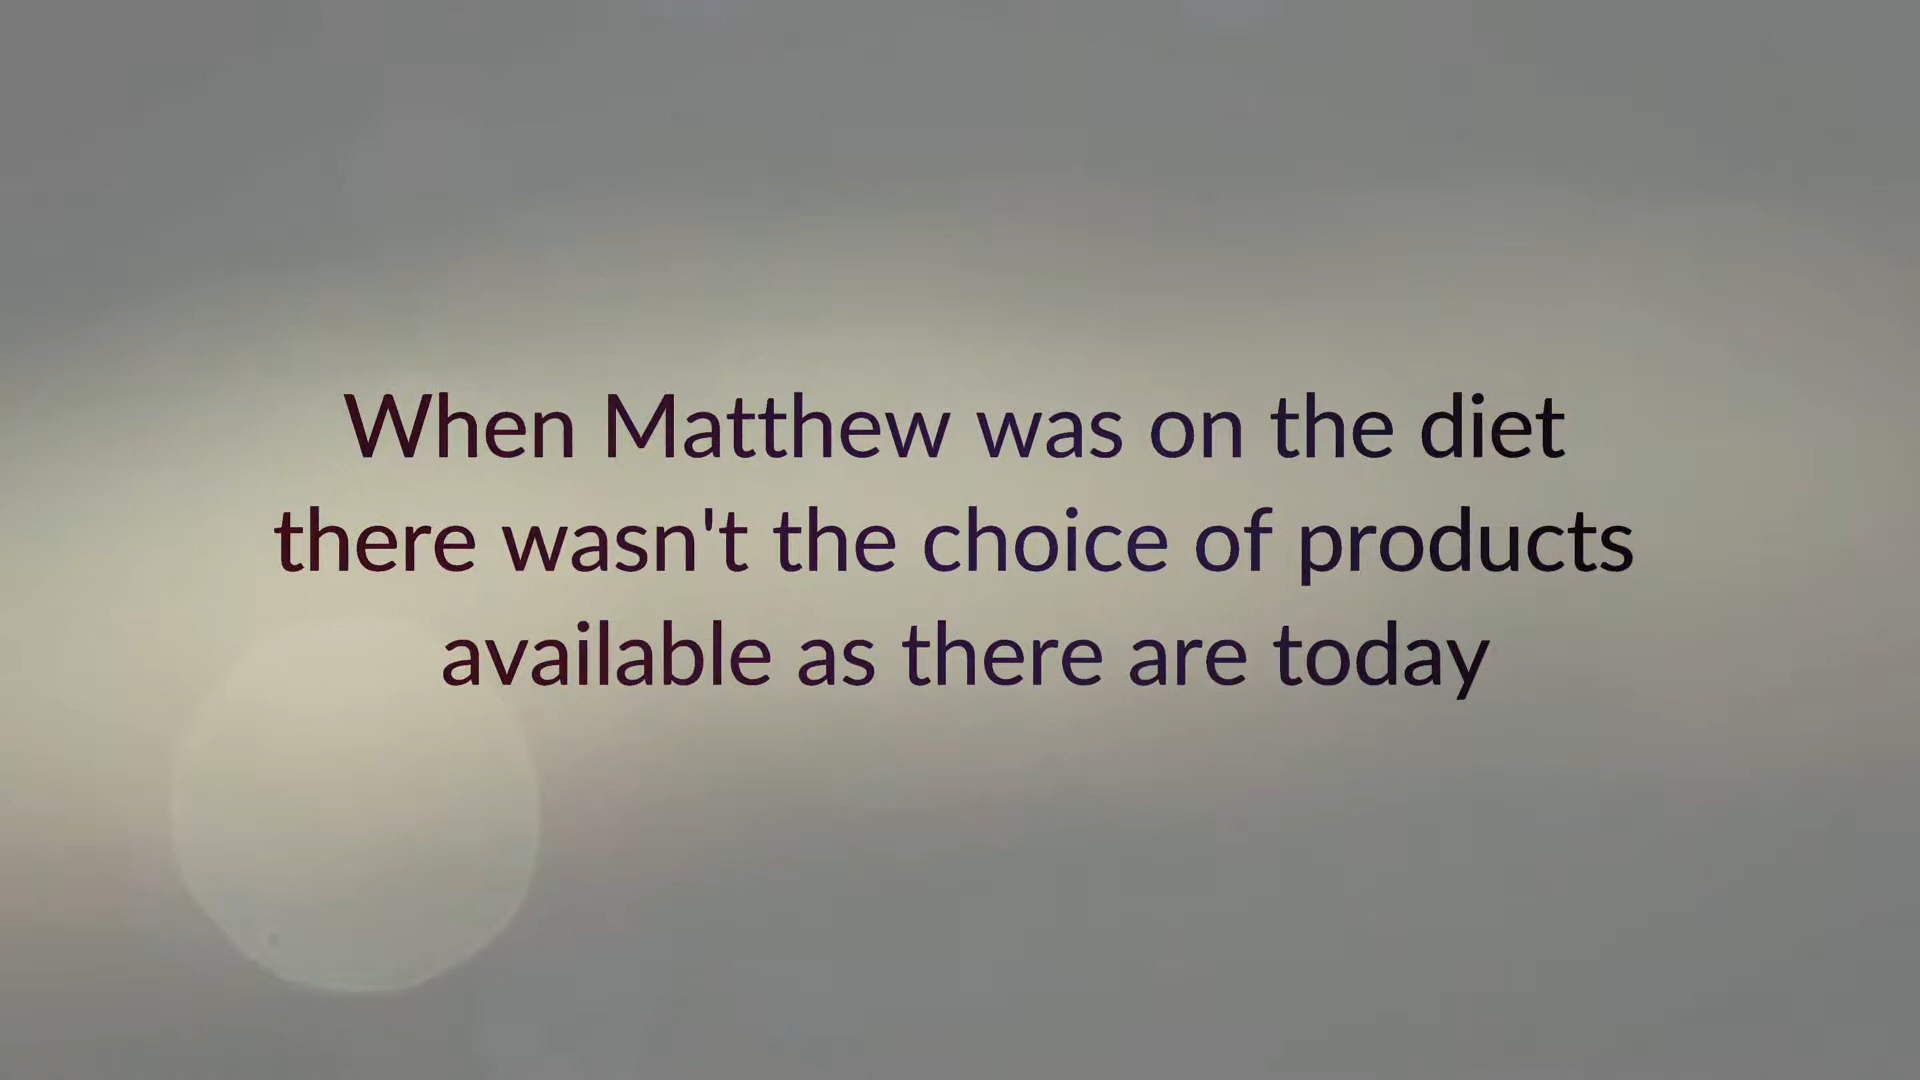 When Matthew was on the diet
there wasn't the choice of products
available as there are today